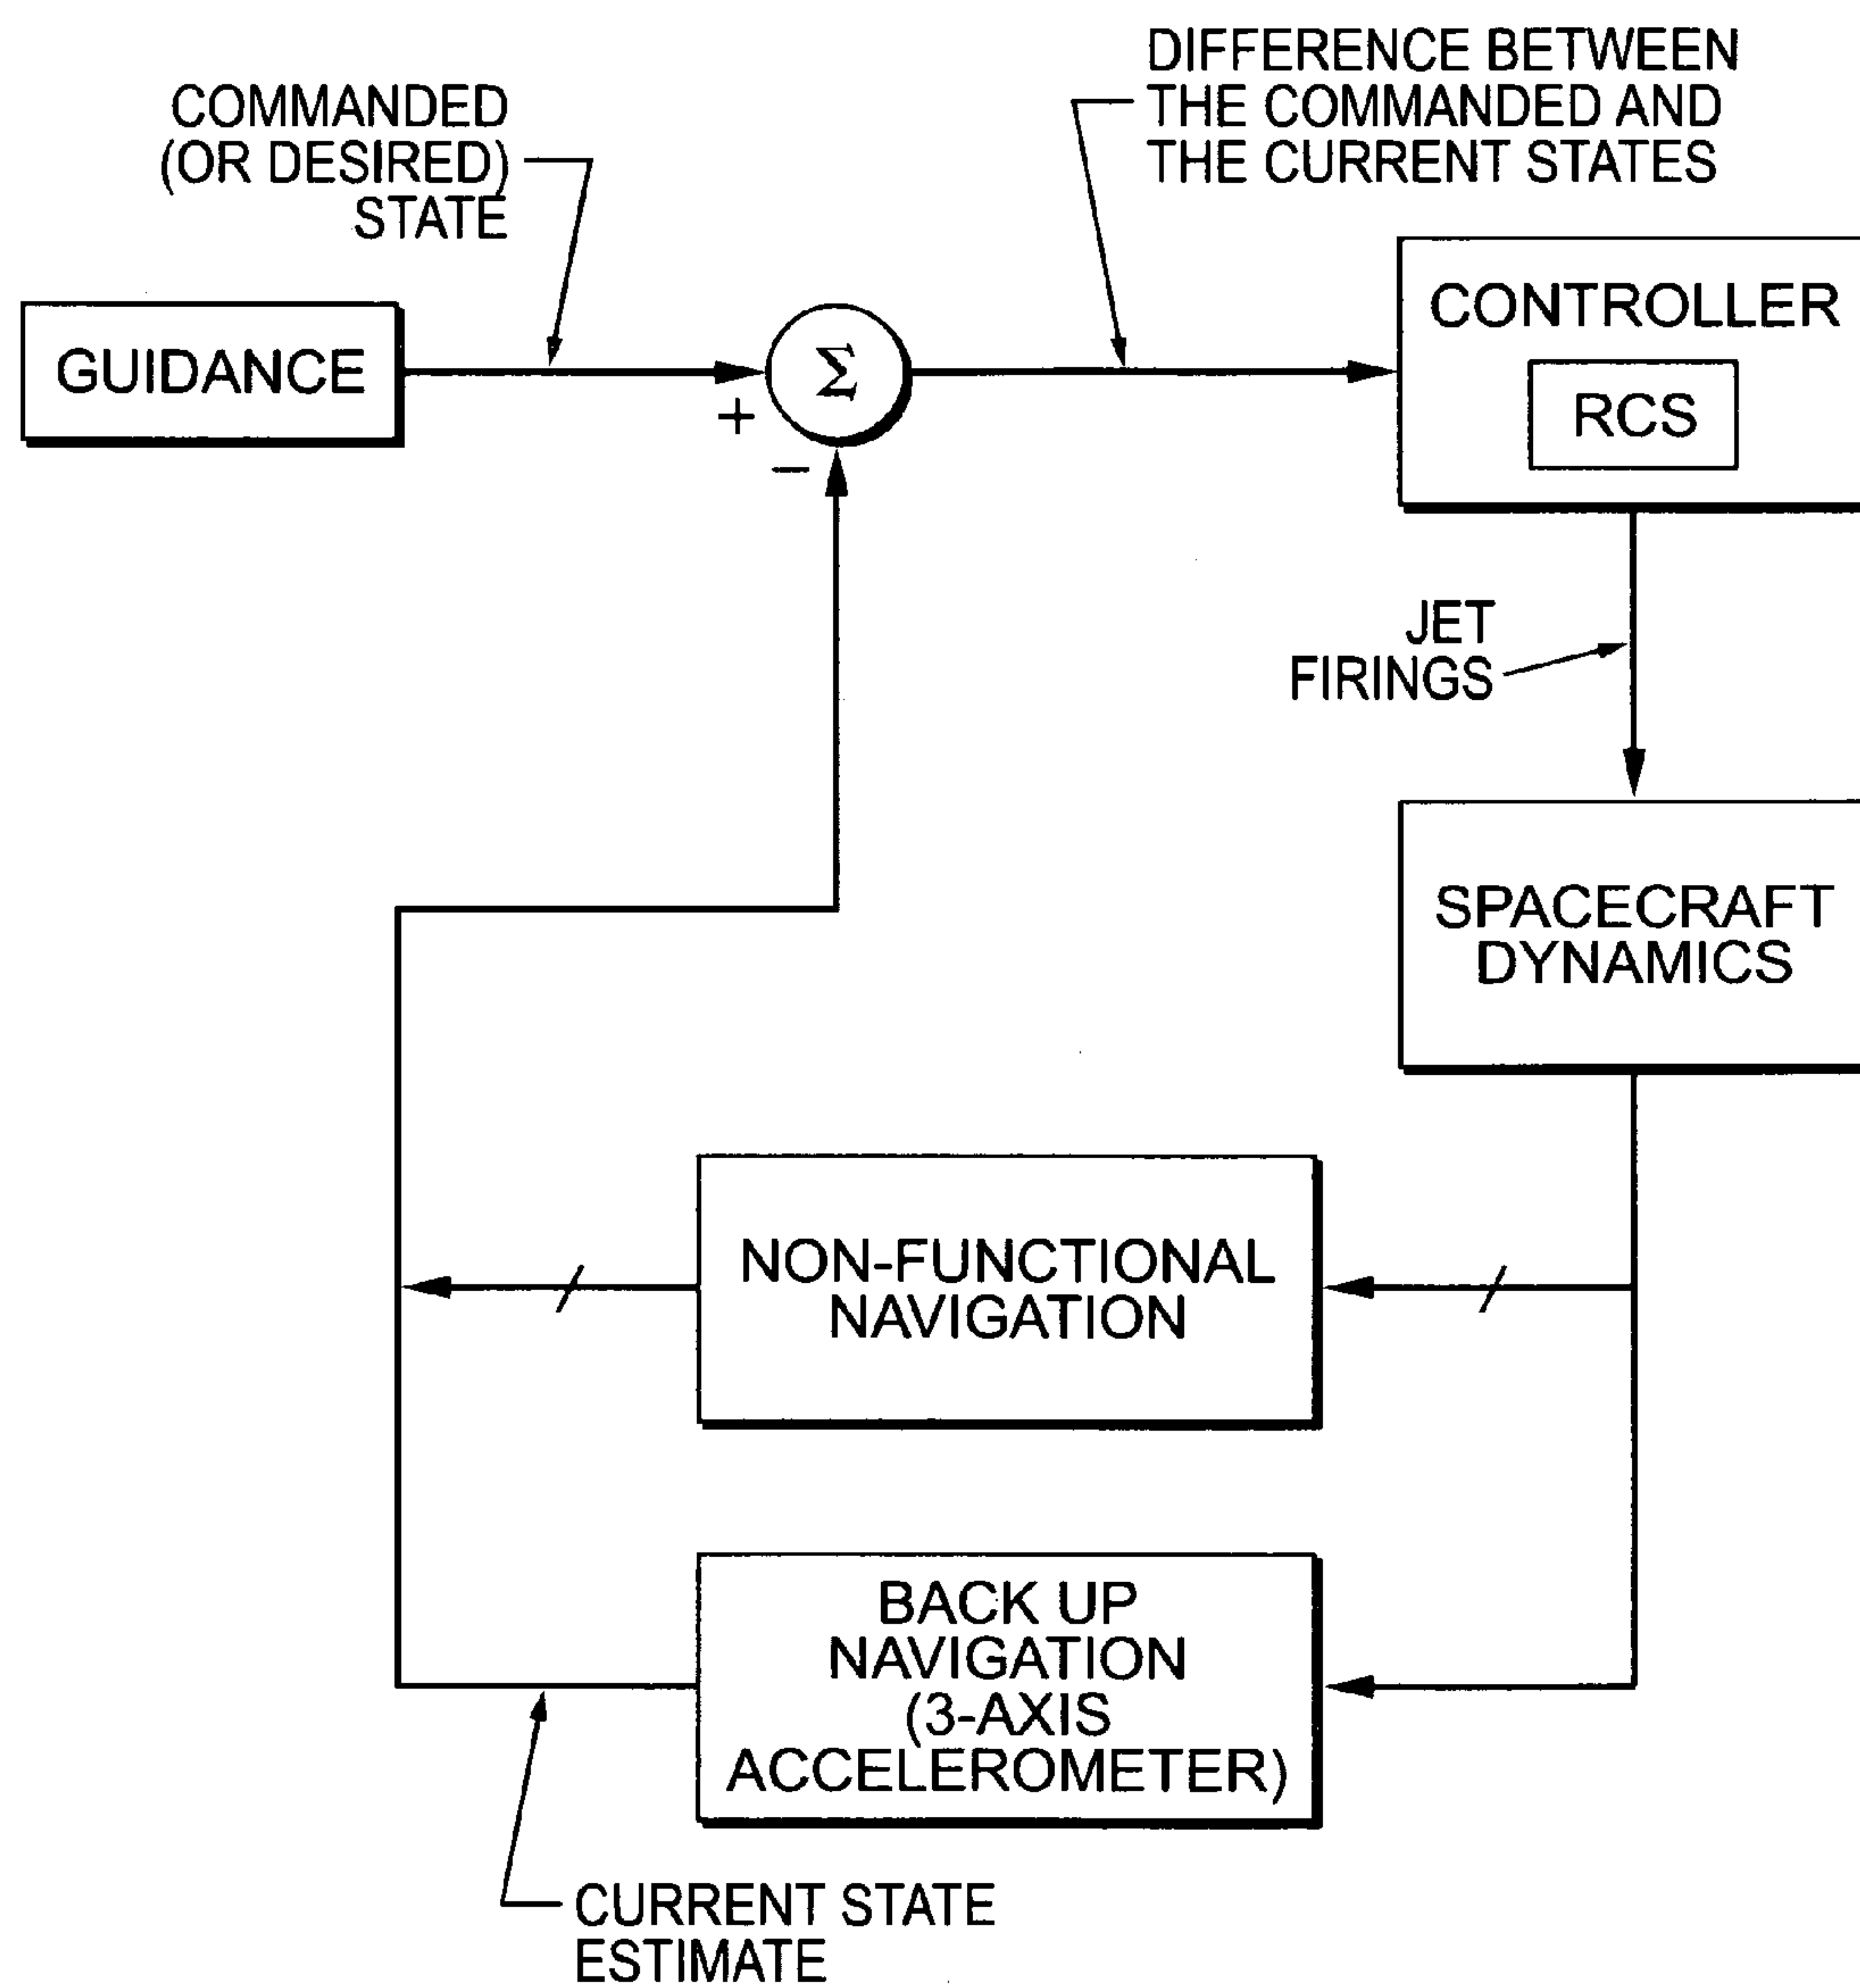 COMMANDED
(OR DESIRED)
STATE
DIFFERENCE BETWEEN
THE COMMANDED AND
THE CURRENT STATES
GUIDANCE
Σ
+
−
CONTROLLER
RCS
JET
FIRINGS
SPACECRAFT
DYNAMICS
NON-FUNCTIONAL
NAVIGATION
BACK UP
NAVIGATION
(3-AXIS
ACCELEROMETER)
CURRENT STATE
ESTIMATE